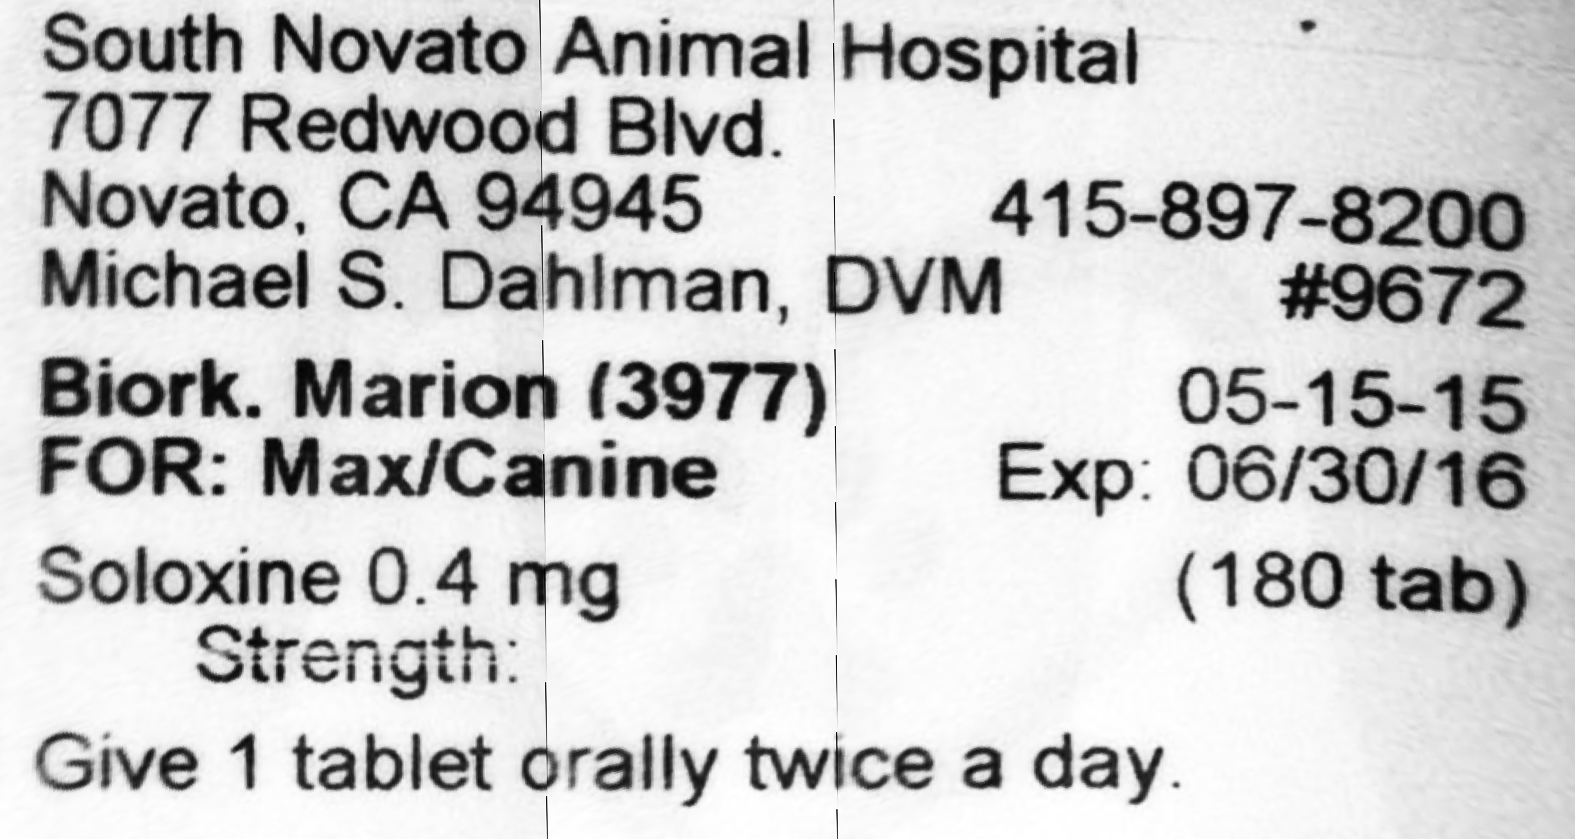 South Novato Animal Hospital
7077 Redwood Blvd.
Novato, CA 94945 415-897-8200
Michael S. Dahlman, DVM #9672
Biork. Marion (3977) 05-15-15
FOR: Max/Canine Exp: 06/30/16
Soloxine 0.4 mg (180 tab)
Strength:
Give 1 tablet orally twice a day.